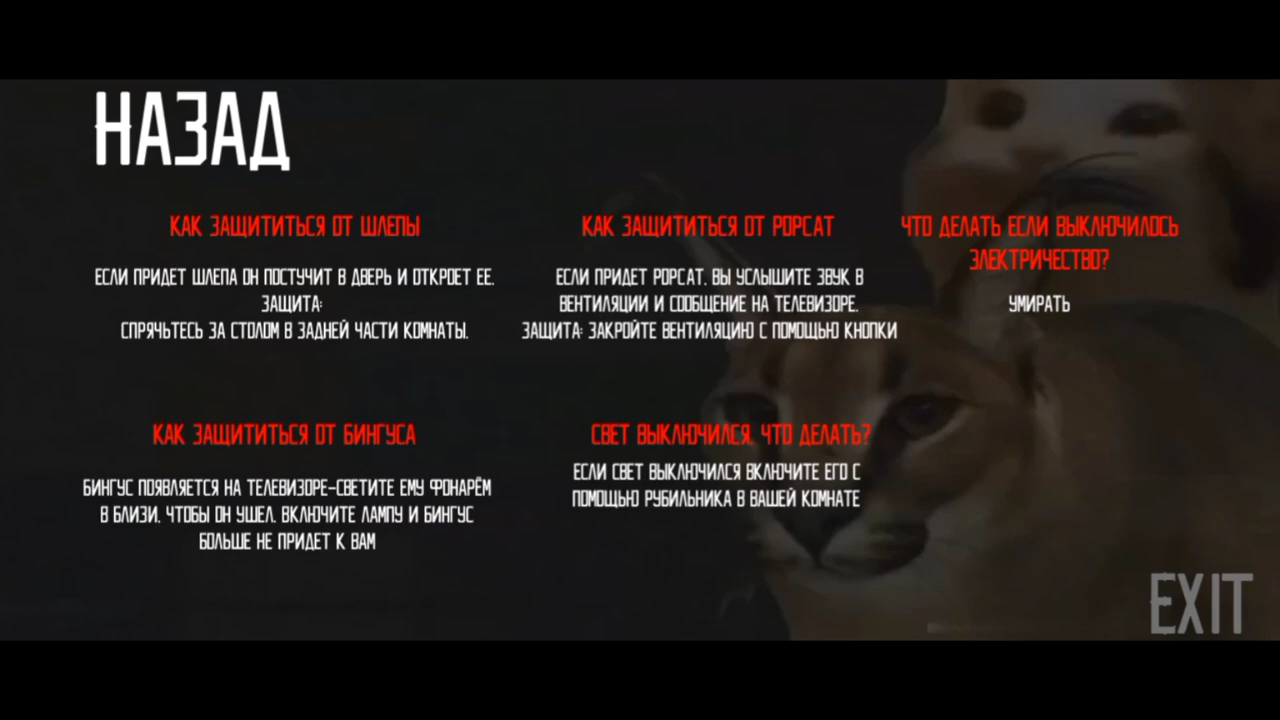 НАЗАД
КАК ЗАЩИТИТЬСЯ ОТ ШЛЕПЫ
ЕСЛИ ПРИДЕТ ШЛЕПА ОН ПОСТУЧИТ В ДВЕРЬ И ОТКРОЕТ ЕЕ.
ЗАЩИТА:
СПРЯЧЬТЕСЬ ЗА СТОЛОМ В ЗАДНЕЙ ЧАСТИ КОМНАТЫ.
КАК ЗАЩИТИТЬСЯ ОТ POPCAT
ЕСЛИ ПРИДЕТ POPCAT, ВЫ УСЛЫШИТЕ ЗВУК В
ВЕНТИЛЯЦИИ И СООБЩЕНИЕ НА ТЕЛЕВИЗОРЕ.
ЗАЩИТА: ЗАКРОЙТЕ ВЕНТИЛЯЦИЮ С ПОМОЩЬЮ КНОПКИ
ЧТО ДЕЛАТЬ ЕСЛИ ВЫКЛЮЧИЛОСЬ
ЭЛЕКТРИЧЕСТВО?
УМИРАТЬ
КАК ЗАЩИТИТЬСЯ ОТ БИНГУСА
БИНГУС ПОЯВЛЯЕТСЯ НА ТЕЛЕВИЗОРЕ-СВЕТИТЕ ЕМУ ФОНАРЁМ
В БЛИЗИ, ЧТОБЫ ОН УШЕЛ. ВКЛЮЧИТЕ ЛАМПУ И БИНГУС
БОЛЬШЕ НЕ ПРИДЕТ К ВАМ
СВЕТ ВЫКЛЮЧИЛСЯ, ЧТО ДЕЛАТЬ?
ЕСЛИ СВЕТ ВЫКЛЮЧИЛСЯ ВКЛЮЧИТЕ ЕГО С
ПОМОЩЬЮ РУБИЛЬНИКА В ВАШЕЙ КОМНАТЕ
EXIT